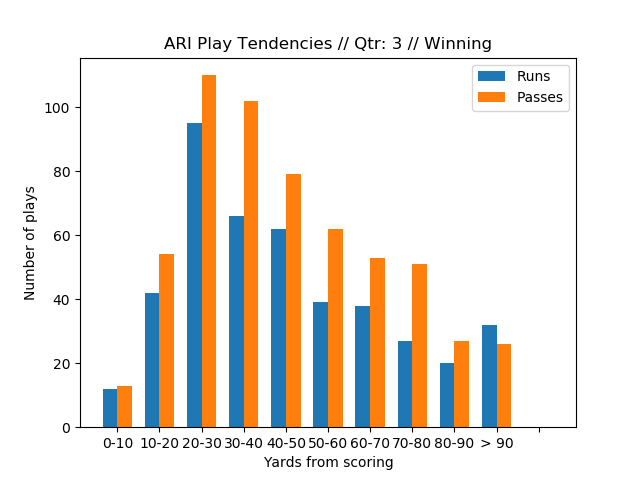 ARI Play Tendencies // Qtr: 3 // Winning
Runs
Passes
Number of plays
100
80
60
40
20
0
0-10 10-20 20-30 30-40 40-50 50-60 60-70 70-80 80-90 > 90
Yards from scoring